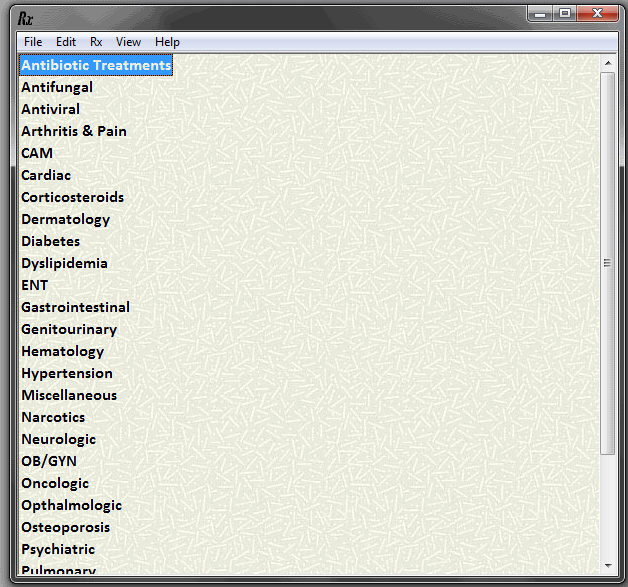 Rx
File Edit Rx View Help
Antibiotic Treatments
Antifungal
Antiviral
Arthritis & Pain
CAM
Cardiac
Corticosteroids
Dermatology
Diabetes
Dyslipidemia
ENT
Gastrointestinal
Genitourinary
Hematology
Hypertension
Miscellaneous
Narcotics
Neurologic
OB/GYN
Oncologic
Opthalmologic
Osteoporosis
Psychiatric
Pulmonary